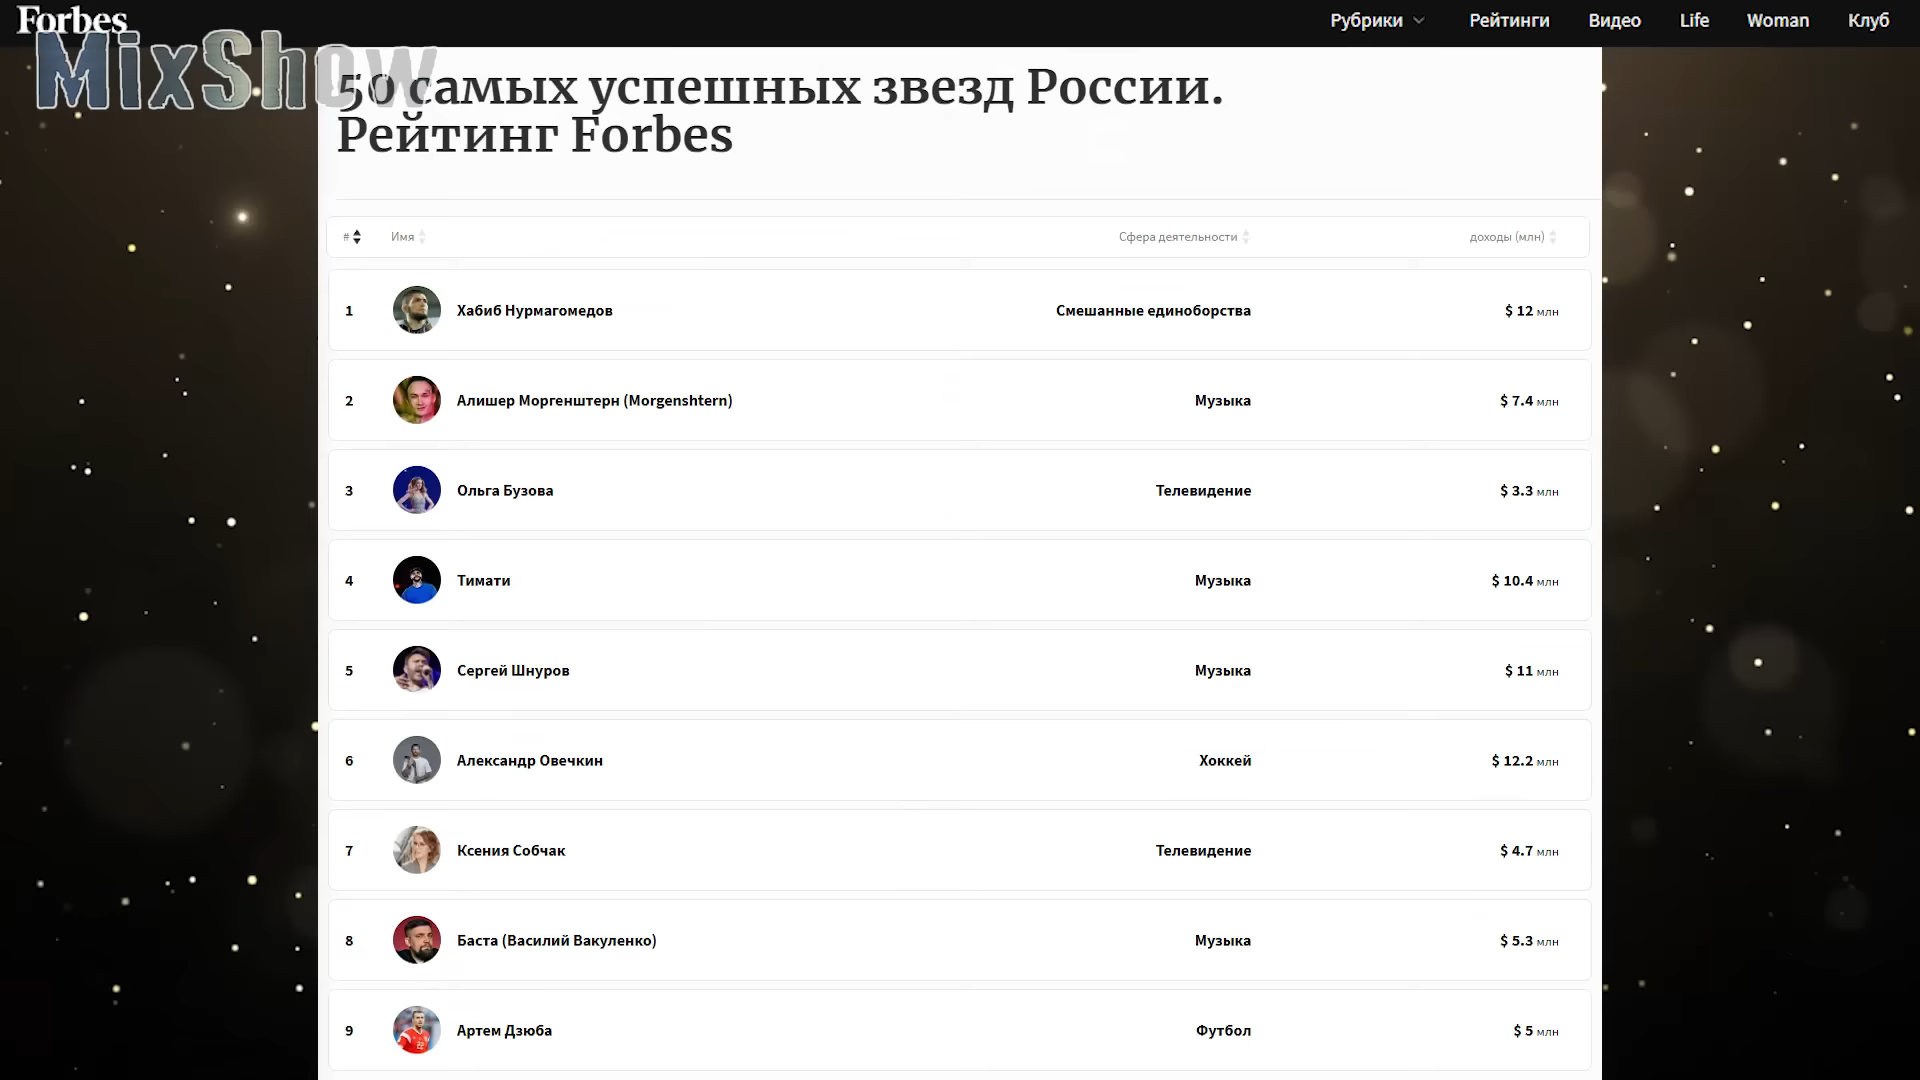 Forbes
Рубрики Рейтинги Видео Life Woman Клуб
MixShow
50 самых успешных звезд России.
Рейтинг Forbes
# Имя Сфера деятельности доходы (млн)
1 Хабиб Нурмагомедов Смешанные единоборства $ 12 млн
2 Алишер Моргенштерн (Morgenshtern) Музыка $ 7.4 млн
3 Ольга Бузова Телевидение $ 3.3 млн
4 Тимати Музыка $ 10.4 млн
5 Сергей Шнуров Музыка $ 11 млн
6 Александр Овечкин Хоккей $ 12.2 млн
7 Ксения Собчак Телевидение $ 4.7 млн
8 Баста (Василий Вакуленко) Музыка $ 5.3 млн
9 Артем Дзюба Футбол $ 5 млн